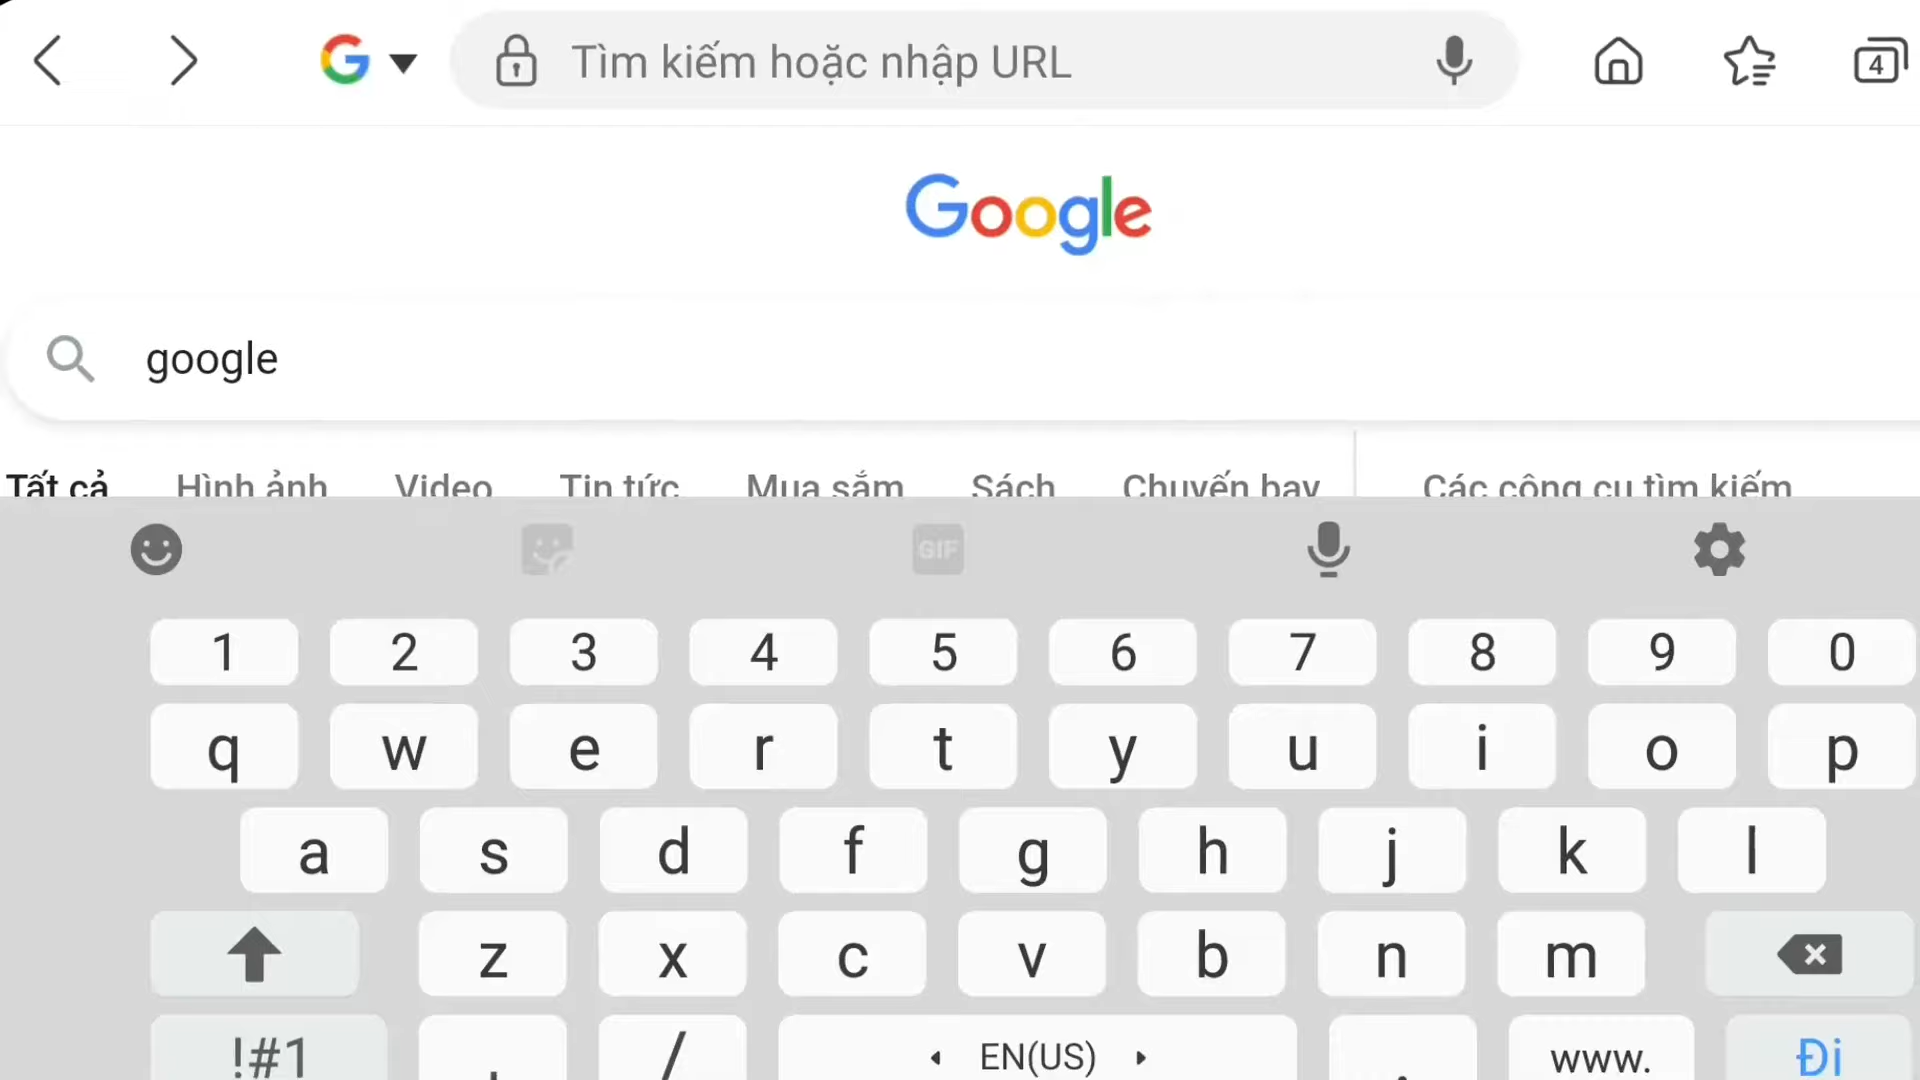 Tìm kiếm hoặc nhập URL
4
Google
google
Tất cả Hình ảnh Video Tin tức Mua sắm Sách Chuyến bay Các công cụ tìm kiếm
GIF
1 2 3 4 5 6 7 8 9 0
q w e r t y u i o p
a s d f g h j k l
z x c v b n m
!#1 , / EN(US) . www. Đi